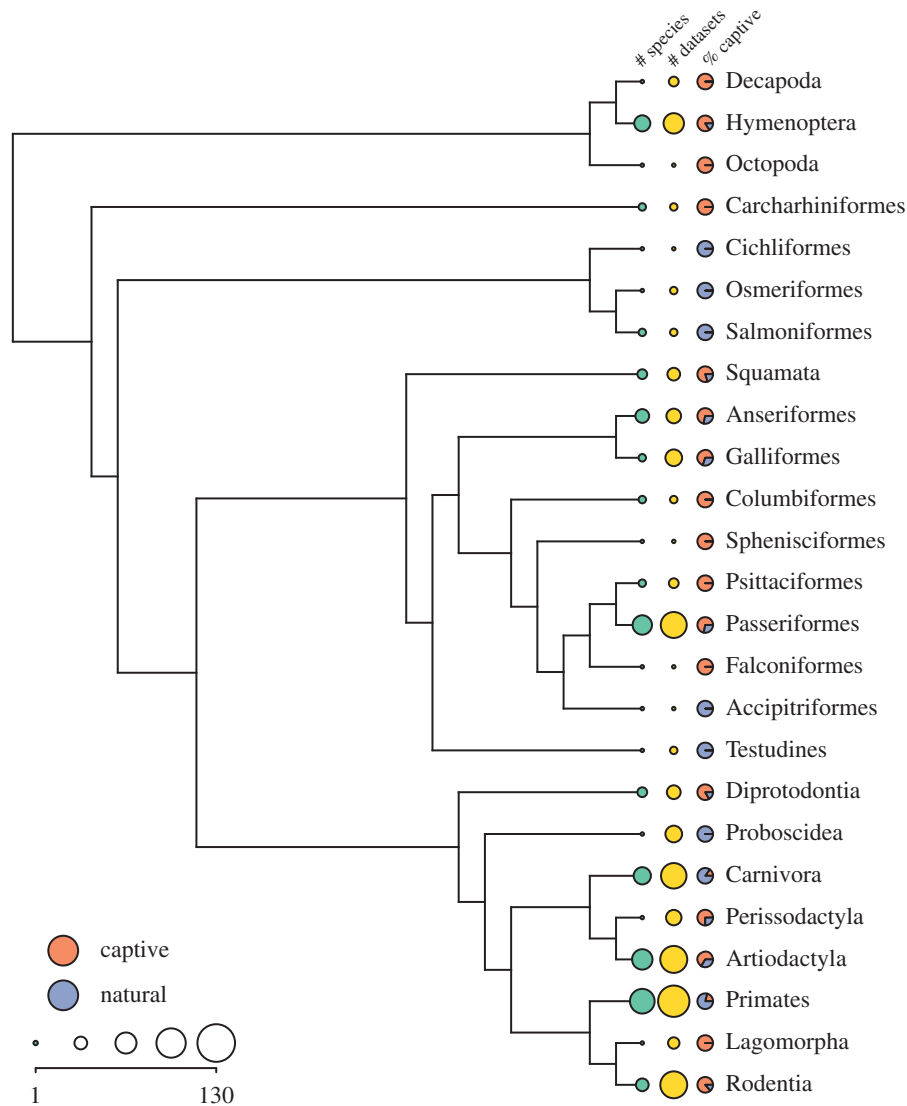 # species
# datasets
% captive
Decapoda
Hymenoptera
Octopoda
Carcharhiniformes
Cichliformes
Osmeriformes
Salmoniformes
Squamata
Anseriformes
Galliformes
Columbiformes
Sphenisciformes
Psittaciformes
Passeriformes
Falconiformes
Accipitriformes
Testudines
Diprotodontia
Proboscidea
Carnivora
Perissodactyla
Artiodactyla
Primates
Lagomorpha
Rodentia
captive
natural
1 130